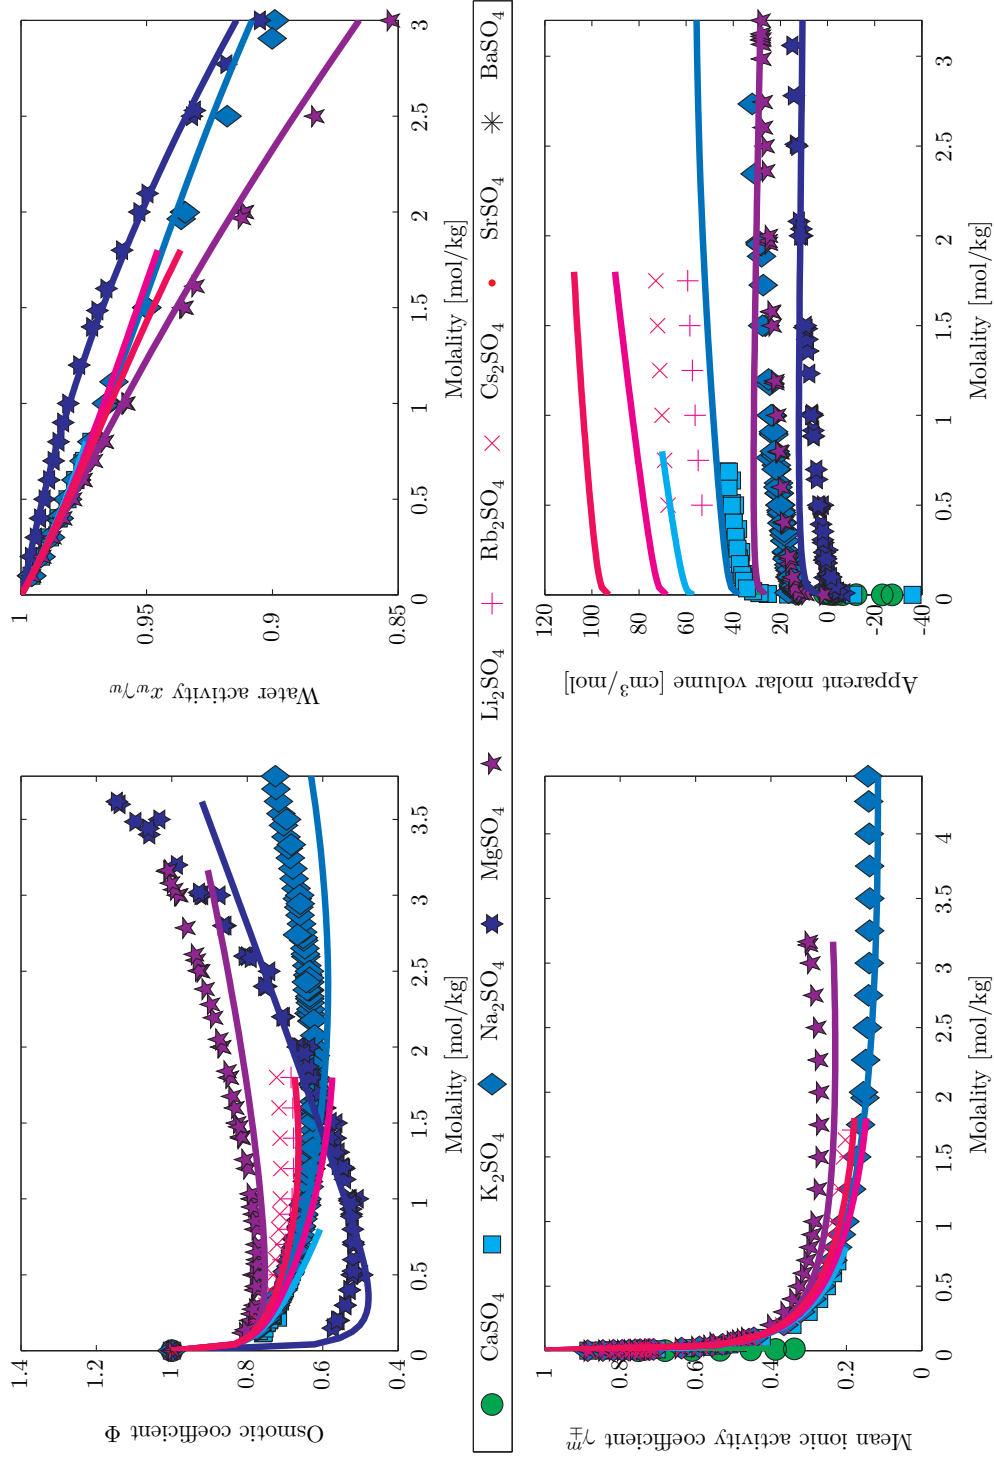 Osmotic coefficient Φ
1.4
1.2
1
0.8
0.6
0.4
0 0.5 1 1.5 2 2.5 3 3.5
Molality [mol/kg]
Water activity x_wγ_w
1
0.95
0.9
0.85
0 0.5 1 1.5 2 2.5 3
Molality [mol/kg]
CaSO₄ K₂SO₄ Na₂SO₄ MgSO₄ Li₂SO₄ Rb₂SO₄ Cs₂SO₄ SrSO₄ BaSO₄
Mean ionic activity coefficient γ±^m
1
0.8
0.6
0.4
0.2
0
0 0.5 1 1.5 2 2.5 3 3.5 4
Molality [mol/kg]
Apparent molar volume [cm³/mol]
120
100
80
60
40
20
0
-20
-40
0 0.5 1 1.5 2 2.5 3
Molality [mol/kg]